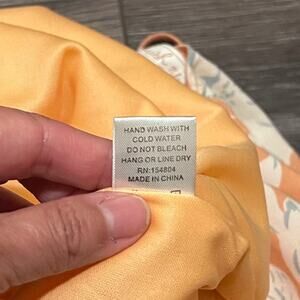 HAND WASH WITH
COLD WATER
DO NOT BLEACH
HANG OR LINE DRY
RN:154804
MADE IN CHINA